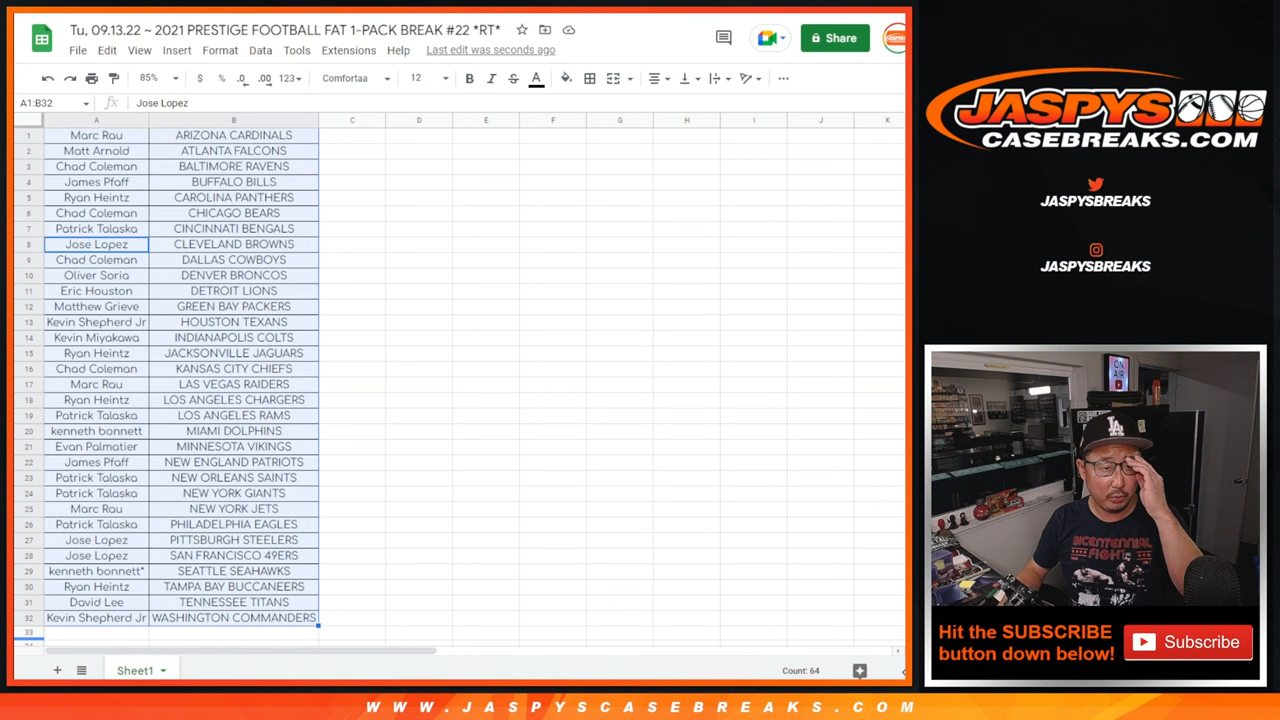 Tu, 09.13.22 ~ 2021 PRESTIGE FOOTBALL FAT 1-PACK BREAK #22 *RT*
File Edit View Insert Format Data Tools Extensions Help Last edit was seconds ago
Share
85% $ % .0 .00 123 Comfortaa 12 B I S A
A1:B32 fx Jose Lopez
A B C D E F G H I J K
1 Marc Rau ARIZONA CARDINALS
2 Matt Arnold ATLANTA FALCONS
3 Chad Coleman BALTIMORE RAVENS
4 James Pfaff BUFFALO BILLS
5 Ryan Heintz CAROLINA PANTHERS
6 Chad Coleman CHICAGO BEARS
7 Patrick Talaska CINCINNATI BENGALS
8 Jose Lopez CLEVELAND BROWNS
9 Chad Coleman DALLAS COWBOYS
10 Oliver Soria DENVER BRONCOS
11 Eric Houston DETROIT LIONS
12 Matthew Grieve GREEN BAY PACKERS
13 Kevin Shepherd Jr HOUSTON TEXANS
14 Kevin Miyakawa INDIANAPOLIS COLTS
15 Ryan Heintz JACKSONVILLE JAGUARS
16 Chad Coleman KANSAS CITY CHIEFS
17 Marc Rau LAS VEGAS RAIDERS
18 Ryan Heintz LOS ANGELES CHARGERS
19 Patrick Talaska LOS ANGELES RAMS
20 kenneth bonnett MIAMI DOLPHINS
21 Evan Palmatier MINNESOTA VIKINGS
22 James Pfaff NEW ENGLAND PATRIOTS
23 Patrick Talaska NEW ORLEANS SAINTS
24 Patrick Talaska NEW YORK GIANTS
25 Marc Rau NEW YORK JETS
26 Patrick Talaska PHILADELPHIA EAGLES
27 Jose Lopez PITTSBURGH STEELERS
28 Jose Lopez SAN FRANCISCO 49ERS
29 kenneth bonnett* SEATTLE SEAHAWKS
30 Ryan Heintz TAMPA BAY BUCCANEERS
31 David Lee TENNESSEE TITANS
32 Kevin Shepherd Jr WASHINGTON COMMANDERS
33
Sheet1
Count: 64
JASPYS
CASEBREAKS.COM
JASPYSBREAKS
JASPYSBREAKS
ON AIR
LA
BICENTENNIAL
FIGHT
Hit the SUBSCRIBE
button down below!
Subscribe
WWW.JASPYSCASEBREAKS.COM